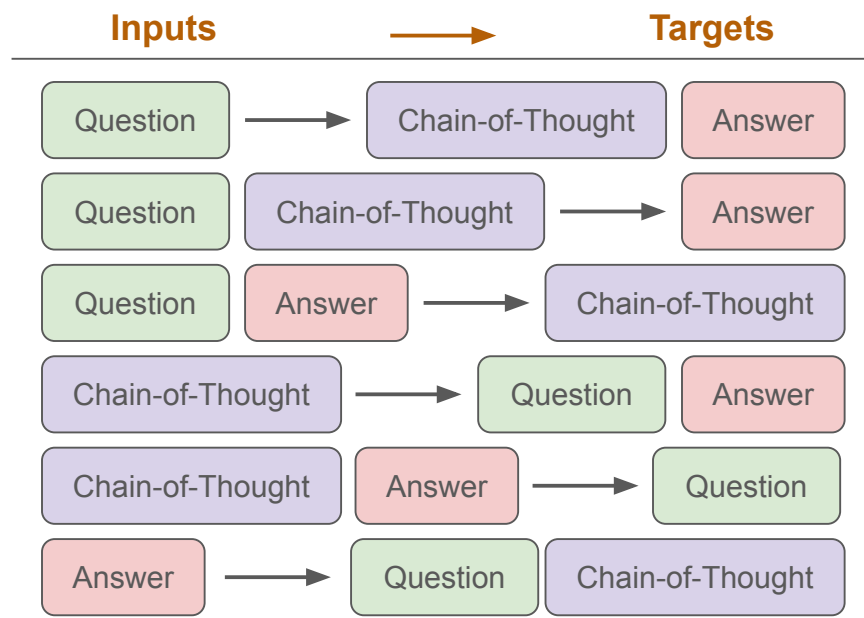 Inputs Targets
Question Chain-of-Thought Answer
Question Chain-of-Thought Answer
Question Answer Chain-of-Thought
Chain-of-Thought Question Answer
Chain-of-Thought Answer Question
Answer Question Chain-of-Thought